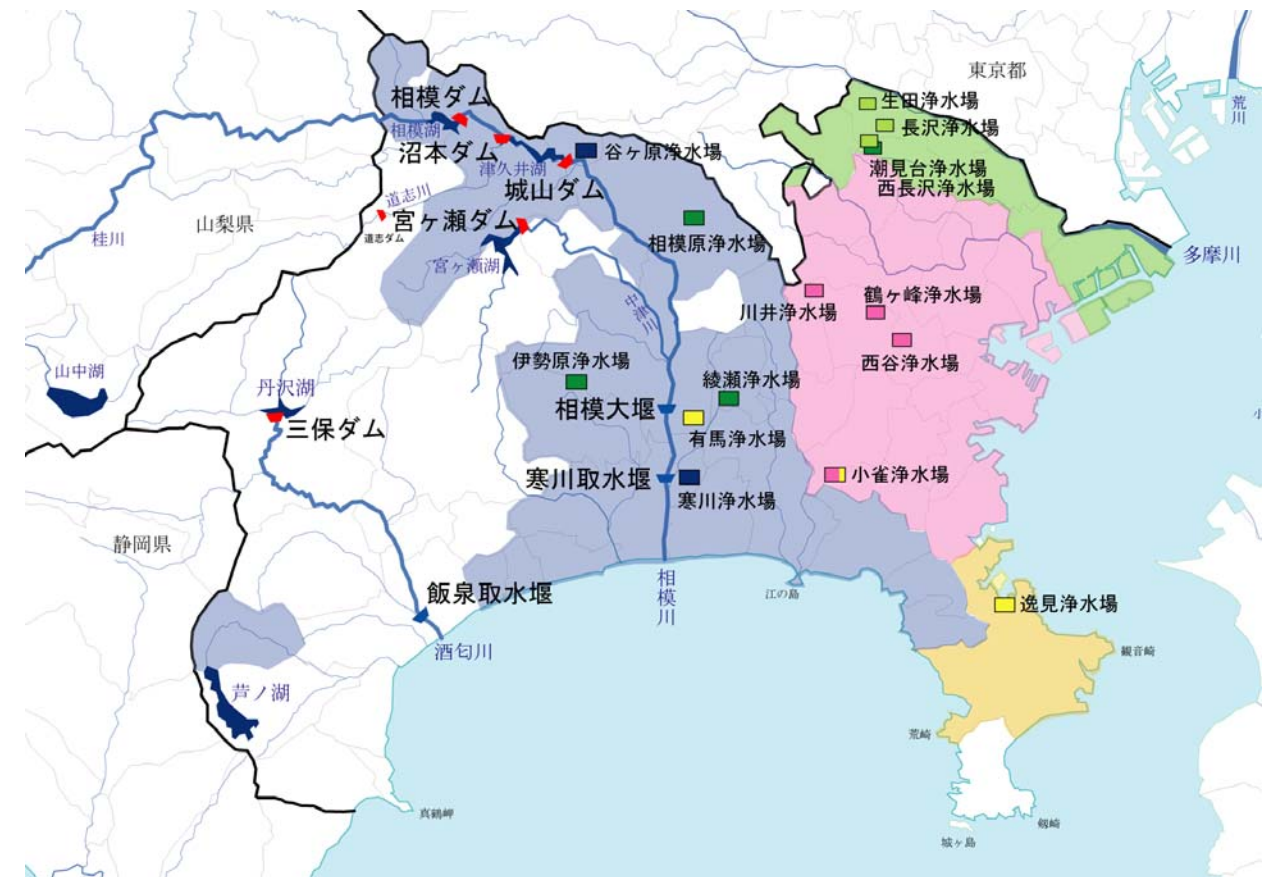 東京都
荒川
生田浄水場
長沢浄水場
潮見台浄水場
西長沢浄水場
相模ダム
相模湖
沼本ダム
津久井湖
谷ヶ原浄水場
城山ダム
道志川
宮ヶ瀬ダム
道志ダム
山梨県
桂川
宮ヶ瀬湖
相模原浄水場
多摩川
中津川
川井浄水場
鶴ヶ峰浄水場
西谷浄水場
山中湖
丹沢湖
三保ダム
伊勢原浄水場
綾瀬浄水場
相模大堰
有馬浄水場
小
寒川取水堰
寒川浄水場
小雀浄水場
静岡県
飯泉取水堰
相模川
江の島
逸見浄水場
酒匂川
観音崎
芦ノ湖
荒崎
真鶴岬
城ヶ島
剱崎